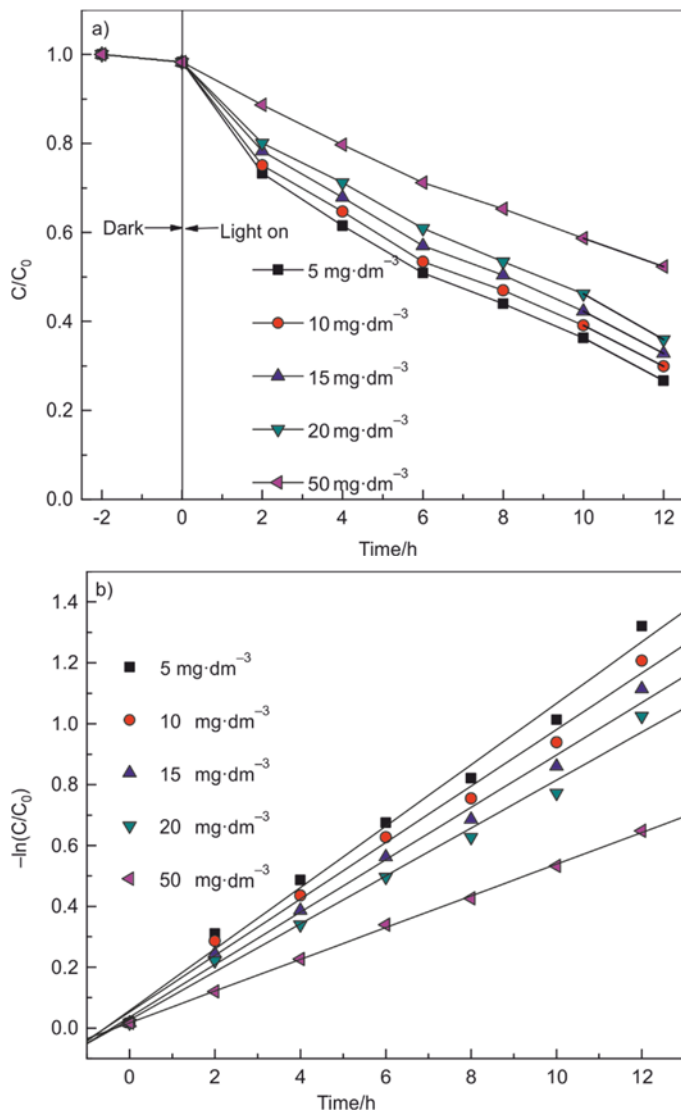 a)
1.0
0.8
0.6
0.4
0.2
0.0
C/C₀
Dark
Light on
5 mg·dm⁻³
10 mg·dm⁻³
15 mg·dm⁻³
20 mg·dm⁻³
50 mg·dm⁻³
-2 0 2 4 6 8 10 12
Time/h
b)
1.4
1.2
1.0
0.8
0.6
0.4
0.2
0.0
–ln(C/C₀)
5 mg·dm⁻³
10 mg·dm⁻³
15 mg·dm⁻³
20 mg·dm⁻³
50 mg·dm⁻³
0 2 4 6 8 10 12
Time/h